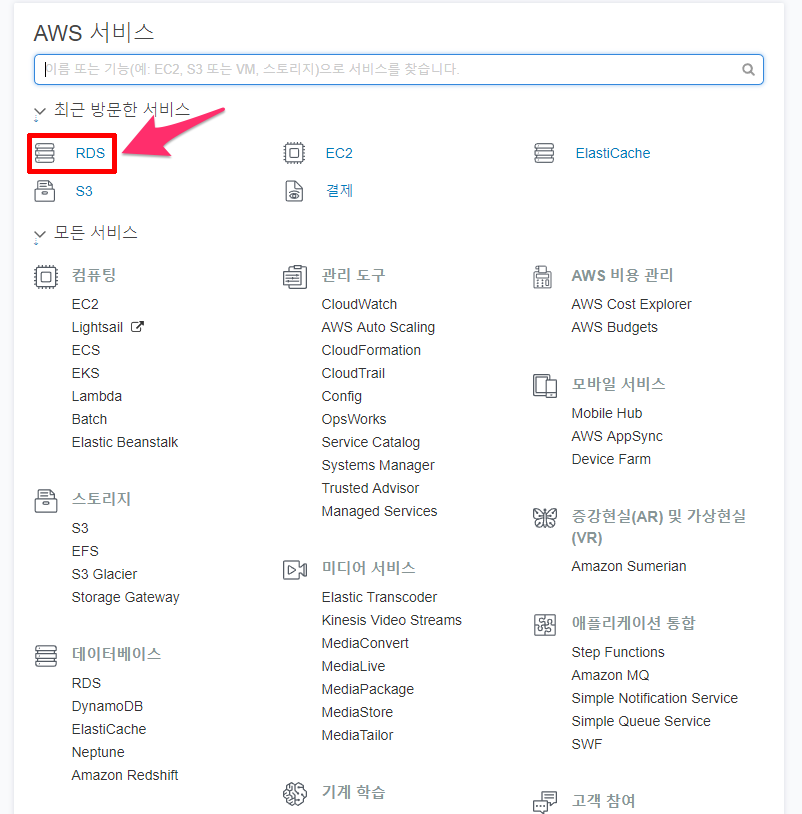 AWS 서비스
이름 또는 기능(예: EC2, S3 또는 VM, 스토리지)으로 서비스를 찾습니다.
최근 방문한 서비스
RDS
EC2
ElastiCache
S3
결제
모든 서비스
컴퓨팅
EC2
Lightsail
ECS
EKS
Lambda
Batch
Elastic Beanstalk
스토리지
S3
EFS
S3 Glacier
Storage Gateway
데이터베이스
RDS
DynamoDB
ElastiCache
Neptune
Amazon Redshift
관리 도구
CloudWatch
AWS Auto Scaling
CloudFormation
CloudTrail
Config
OpsWorks
Service Catalog
Systems Manager
Trusted Advisor
Managed Services
미디어 서비스
Elastic Transcoder
Kinesis Video Streams
MediaConvert
MediaLive
MediaPackage
MediaStore
MediaTailor
기계 학습
AWS 비용 관리
AWS Cost Explorer
AWS Budgets
모바일 서비스
Mobile Hub
AWS AppSync
Device Farm
증강현실(AR) 및 가상현실
(VR)
Amazon Sumerian
애플리케이션 통합
Step Functions
Amazon MQ
Simple Notification Service
Simple Queue Service
SWF
고객 참여